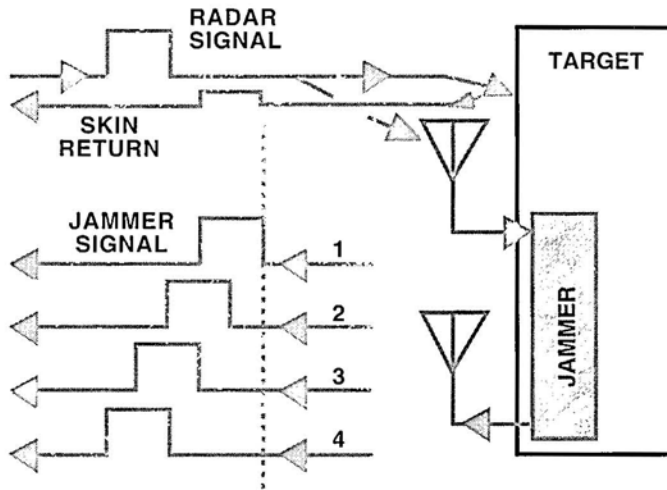 RADAR
SIGNAL
TARGET
SKIN
RETURN
JAMMER
SIGNAL
1
2
3
4
JAMMER